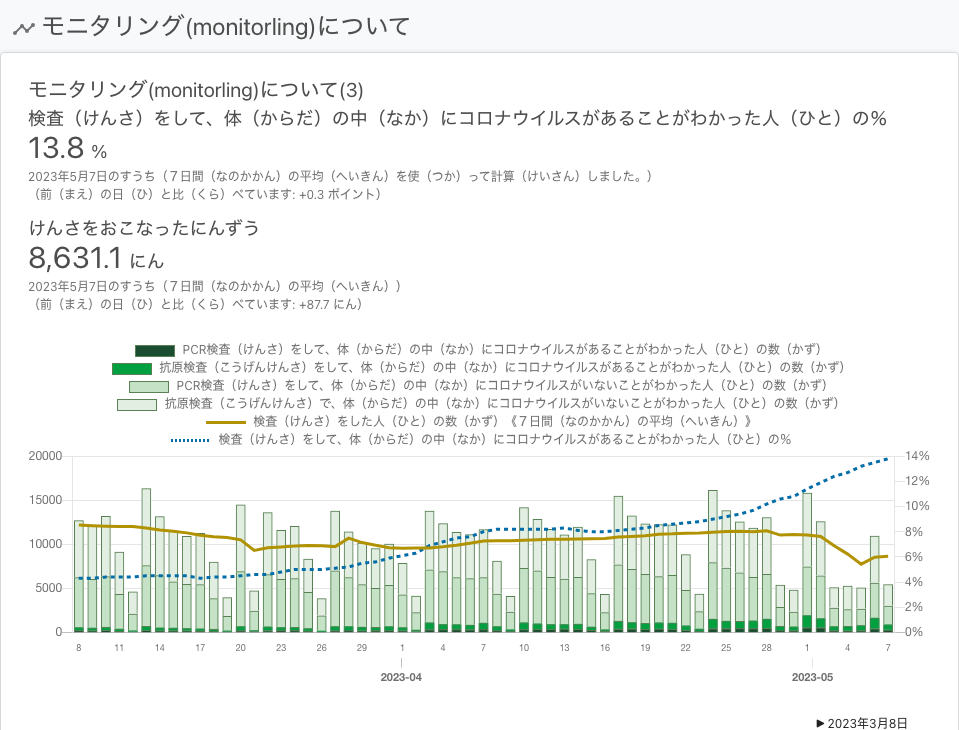 モニタリング(monitorling)について
モニタリング(monitorling)について(3)
検査（けんさ）をして、体（からだ）の中（なか）にコロナウイルスがあることがわかった人（ひと）の％
13.8 %
2023年5月7日のすうち（７日間（なのかかん）の平均（へいきん）を使（つか）って計算（けいさん）しました。）
（前（まえ）の日（ひ）と比（くら）べています: +0.3 ポイント）
けんさをおこなったにんずう
8,631.1 にん
2023年5月7日のすうち（７日間（なのかかん）の平均（へいきん））
（前（まえ）の日（ひ）と比（くら）べています: +87.7 にん）
PCR検査（けんさ）をして、体（からだ）の中（なか）にコロナウイルスがあることがわかった人（ひと）の数（かず）
抗原検査（こうげんけんさ）をして、体（からだ）の中（なか）にコロナウイルスがあることがわかった人（ひと）の数（かず）
PCR検査（けんさ）をして、体（からだ）の中（なか）にコロナウイルスがいないことがわかった人（ひと）の数（かず）
抗原検査（こうげんけんさ）で、体（からだ）の中（なか）にコロナウイルスがいないことがわかった人（ひと）の数（かず）
検査（けんさ）をした人（ひと）の数（かず）《７日間（なのかかん）の平均（へいきん）》
検査（けんさ）をして、体（からだ）の中（なか）にコロナウイルスがあることがわかった人（ひと）の％
20000 14%
12%
15000
10%
10000 8%
6%
5000
4%
2%
0 0%
8 11 14 17 20 23 26 29 1 4 7 10 13 16 19 22 25 28 1 4 7
2023-04 2023-05
▶ 2023年3月8日